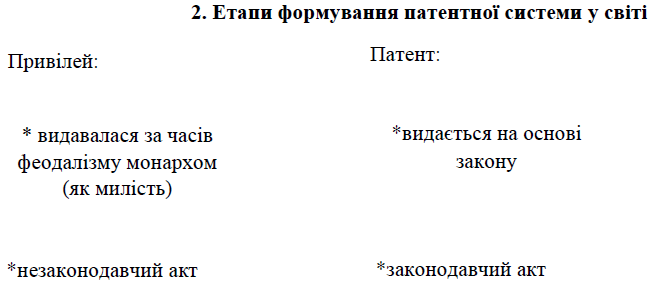 2. Етапи формування патентної системи у світі
Привілей:
Патент:
* видавалася за часів
феодалізму монархом
(як милість)
*видається на основі
закону
*незаконодавчий акт
*законодавчий акт